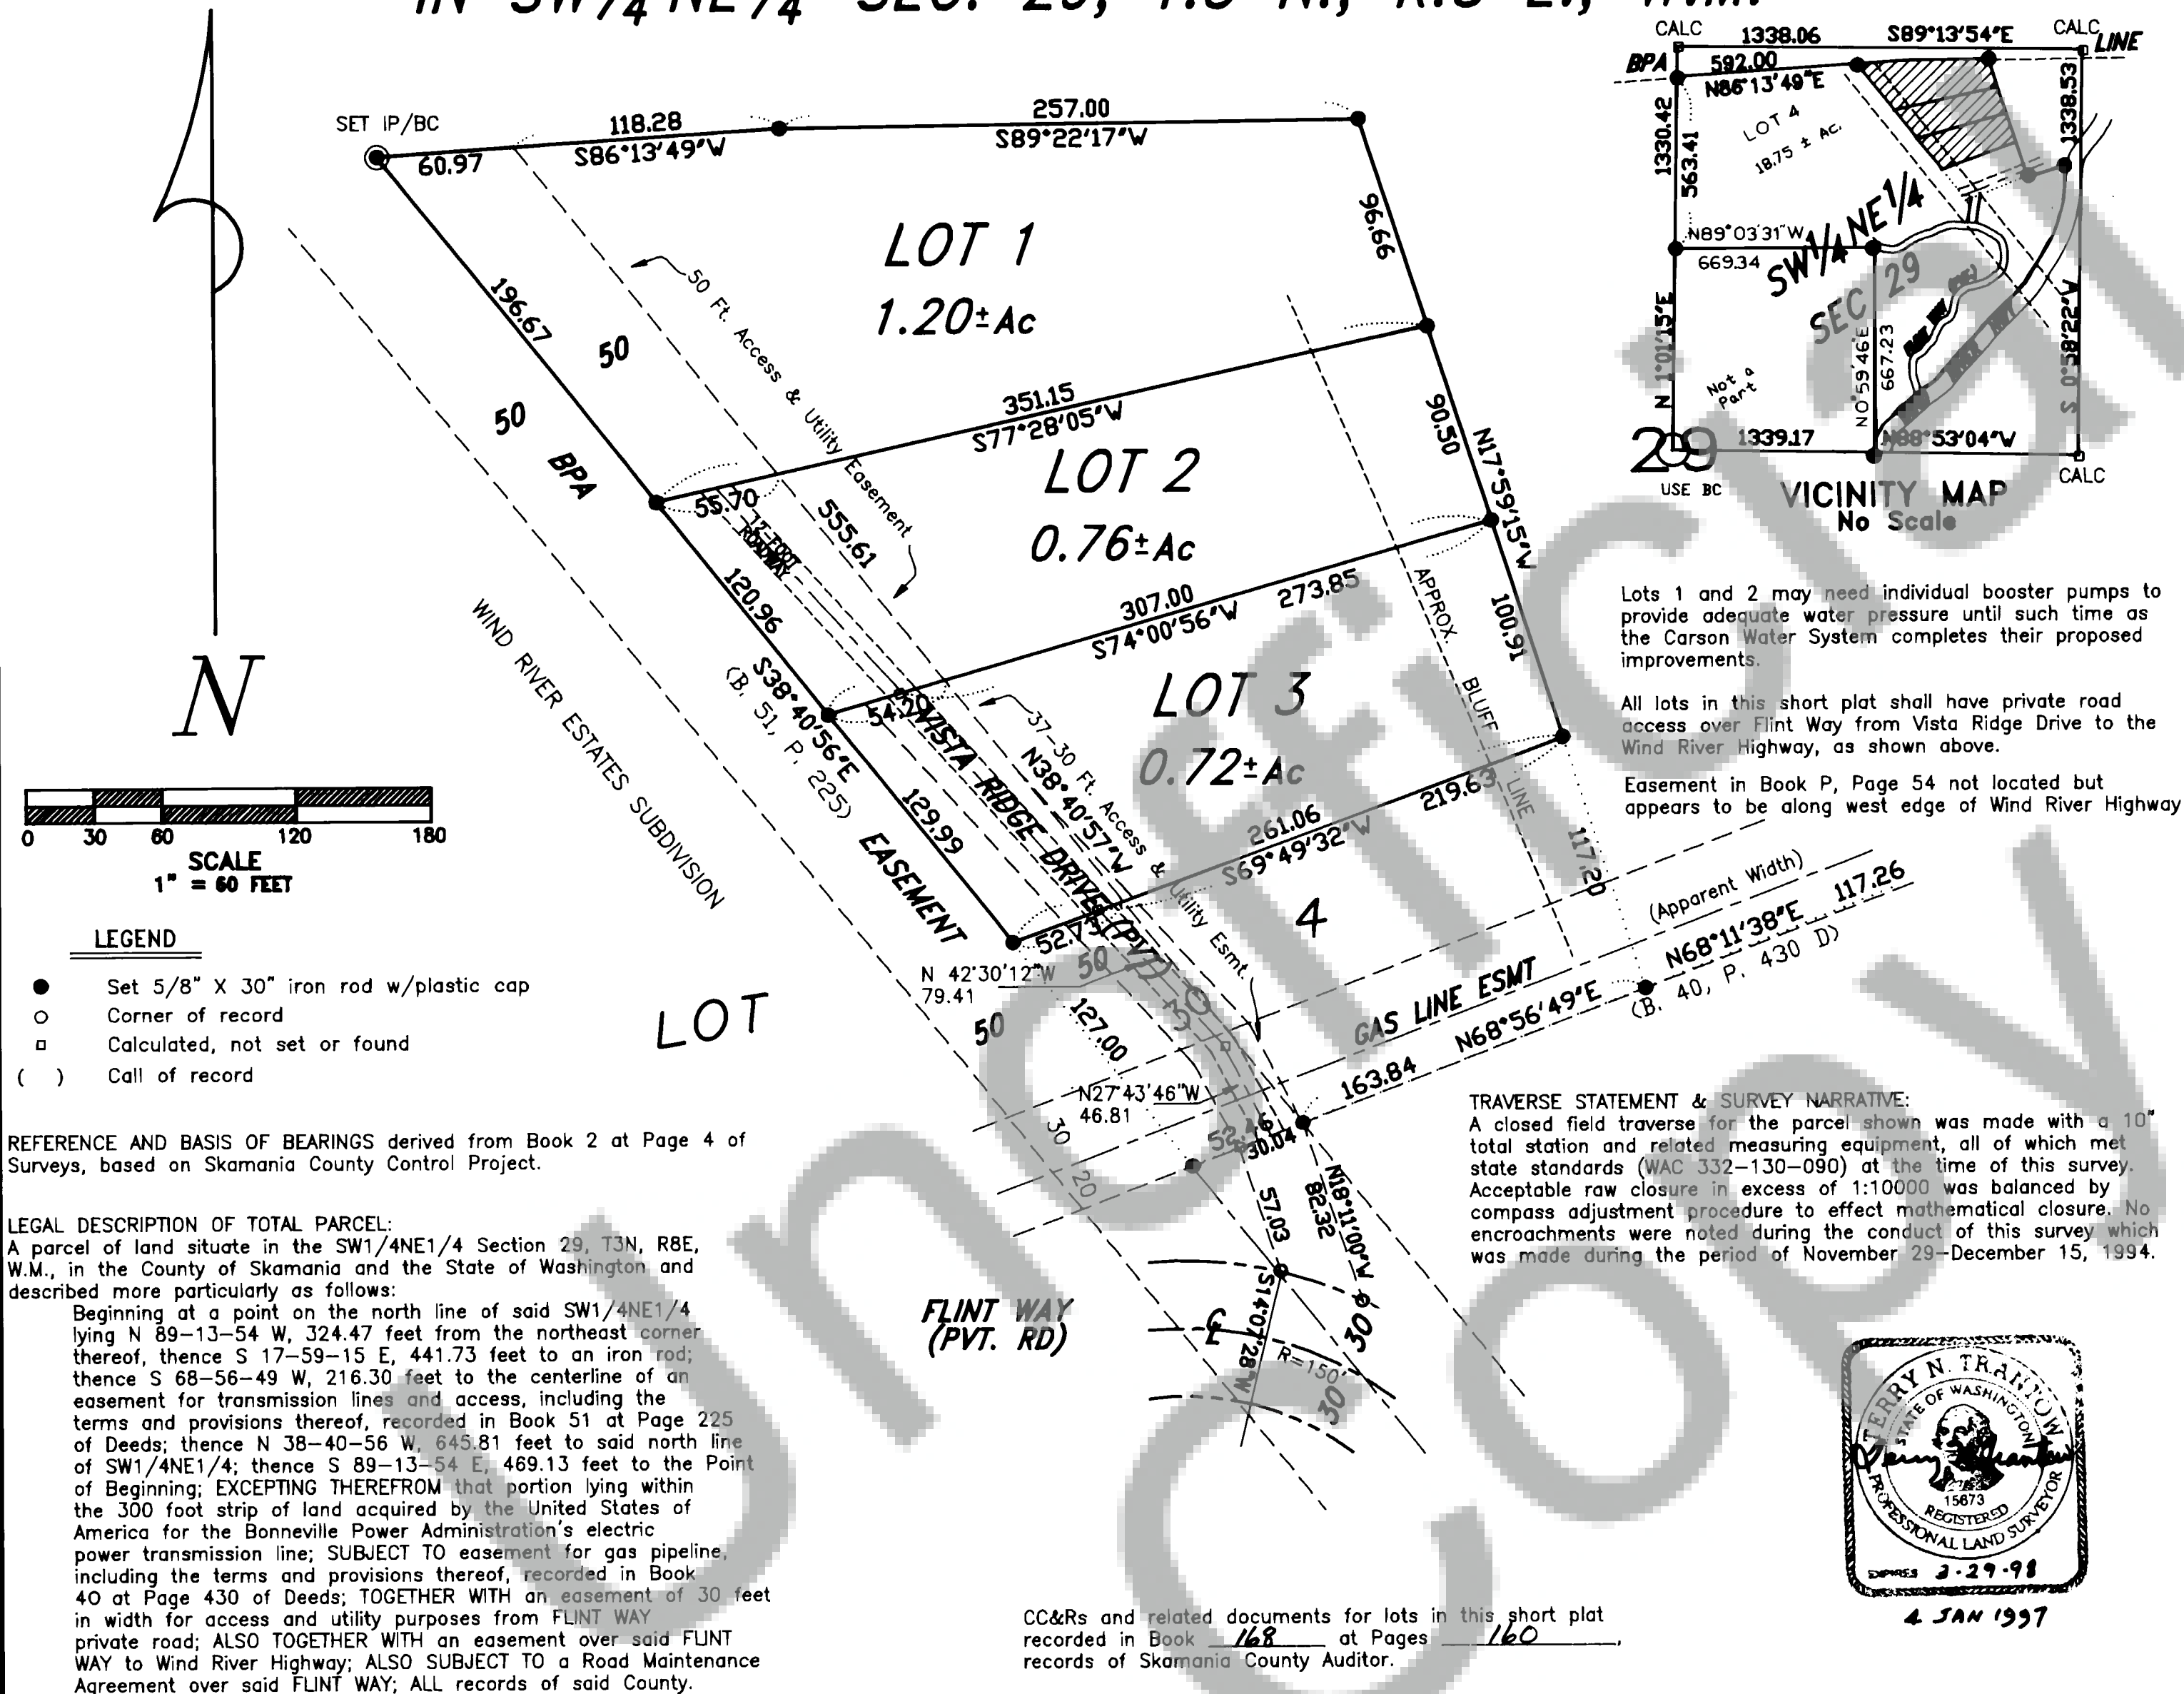 IN SW1/4 NE1/4 SEC. 29, T.3 N., R.8 E., W.M.
SET IP/BC
60.97
118.28
S86°13'49"W
257.00
S89°22'17"W
LOT 1
1.20±Ac
96.66
196.67
50
50
BPA
50 Ft. Access & Utility Easement
351.15
S77°28'05"W
LOT 2
0.76±Ac
90.50
N17°59'15"W
55.70
12-FOOT
ROADWAY
555.61
120.96
307.00
S74°00'56"W
273.85
LOT 3
0.72±Ac
100.91
APPROX. BLUFF LINE
WIND RIVER ESTATES SUBDIVISION
S38°40'56"E
(B. 51, P. 225)
EASEMENT
129.99
54.29
VISTA RIDGE DRIVE (PVT)
N38°40'57"W
37-30 Ft. Access & Utility Esmt.
261.06
S69°49'32"W
219.63
52.75
117.20
4
LOT
N 42°30'12"W
79.41
50
50
50
127.00
N27°43'46"W
46.81
30
20
GAS LINE ESMT
(Apparent Width)
N68°11'38"E 117.26
(B. 40, P. 430 D)
163.84
N68°56'49"E
52.46
30.04
57.03
N18°11'00"W
82.32
S14°07'28"W
R=150'
30
30
FLINT WAY
(PVT. RD)
N
0 30 60 120 180
SCALE
1" = 60 FEET
LEGEND
Set 5/8" X 30" iron rod w/plastic cap
Corner of record
Calculated, not set or found
( ) Call of record
REFERENCE AND BASIS OF BEARINGS derived from Book 2 at Page 4 of
Surveys, based on Skamania County Control Project.
LEGAL DESCRIPTION OF TOTAL PARCEL:
A parcel of land situate in the SW1/4NE1/4 Section 29, T3N, R8E,
W.M., in the County of Skamania and the State of Washington and
described more particularly as follows:
Beginning at a point on the north line of said SW1/4NE1/4
lying N 89-13-54 W, 324.47 feet from the northeast corner
thereof, thence S 17-59-15 E, 441.73 feet to an iron rod;
thence S 68-56-49 W, 216.30 feet to the centerline of an
easement for transmission lines and access, including the
terms and provisions thereof, recorded in Book 51 at Page 225
of Deeds; thence N 38-40-56 W, 645.81 feet to said north line
of SW1/4NE1/4; thence S 89-13-54 E, 469.13 feet to the Point
of Beginning; EXCEPTING THEREFROM that portion lying within
the 300 foot strip of land acquired by the United States of
America for the Bonneville Power Administration's electric
power transmission line; SUBJECT TO easement for gas pipeline,
including the terms and provisions thereof, recorded in Book
40 at Page 430 of Deeds; TOGETHER WITH an easement of 30 feet
in width for access and utility purposes from FLINT WAY
private road; ALSO TOGETHER WITH an easement over said FLINT
WAY to Wind River Highway; ALSO SUBJECT TO a Road Maintenance
Agreement over said FLINT WAY; ALL records of said County.
CALC
1338.06
S89°13'54"E
CALC
LINE
BPA
592.00
N86°13'49"E
1330.42
563.41
LOT 4
18.75 ± Ac.
1338.53
N89°03'31"W
669.34
SW1/4 NE1/4
SEC 29
N 1°01'15"E
N0°59'46"E
667.23
S 0°58'22"W
Not a
Part
29
1339.17
N88°53'04"W
USE BC
CALC
VICINITY MAP
No Scale
Lots 1 and 2 may need individual booster pumps to
provide adequate water pressure until such time as
the Carson Water System completes their proposed
improvements.
All lots in this short plat shall have private road
access over Flint Way from Vista Ridge Drive to the
Wind River Highway, as shown above.
Easement in Book P, Page 54 not located but
appears to be along west edge of Wind River Highway
TRAVERSE STATEMENT & SURVEY NARRATIVE:
A closed field traverse for the parcel shown was made with a 10"
total station and related measuring equipment, all of which met
state standards (WAC 332-130-090) at the time of this survey.
Acceptable raw closure in excess of 1:10000 was balanced by
compass adjustment procedure to effect mathematical closure. No
encroachments were noted during the conduct of this survey which
was made during the period of November 29-December 15, 1994.
CC&Rs and related documents for lots in this short plat
recorded in Book 168 at Pages 160,
records of Skamania County Auditor.
TERRY N. TRANTOW
STATE OF WASHINGTON
15673
REGISTERED
PROFESSIONAL LAND SURVEYOR
EXPIRES 2-29-98
4 JAN 1997
Unofficial
Copy